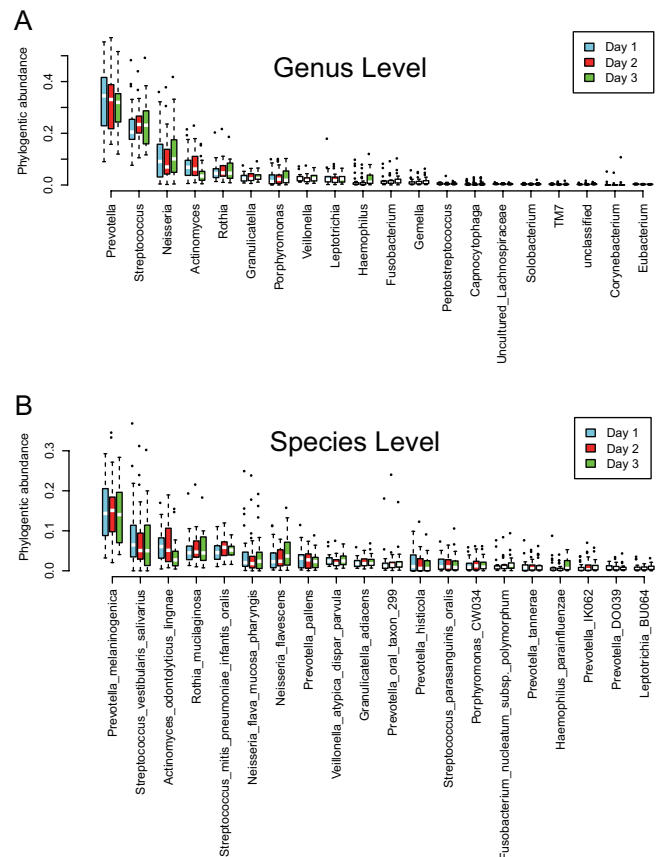 A
Genus Level
Day 1
Day 2
Day 3
Phylogentic abundance
0.0
0.2
0.4
Prevotella
Streptococcus
Neisseria
Actinomyces
Rothia
Granulicatella
Porphyromonas
Veillonella
Leptotrichia
Haemophilus
Fusobacterium
Gemella
Peptostreptococcus
Capnocytophaga
Uncultured_Lachnospiraceae
Solobacterium
TM7
unclassified
Corynebacterium
Eubacterium
B
Species Level
Day 1
Day 2
Day 3
Phylogentic abundance
0.0
0.1
0.2
0.3
Prevotella_melaninogenica
Streptococcus_vestibularis_salivarius
Actinomyces_odontolyticus_lingnae
Rothia_mucilaginosa
Streptococcus_mitis_pneumoniae_infantis_oralis
Neisseria_flava_mucosa_pharyngis
Neisseria_flavescens
Prevotella_pallens
Veillonella_atypica_dispar_parvula
Granulicatella_adiacens
Prevotella_oral_taxon_299
Prevotella_histicola
Streptococcus_parasanguinis_oralis
Porphyromonas_CW034
Fusobacterium_nucleatum_subsp._polymorphum
Prevotella_tannerae
Haemophilus_parainfluenzae
Prevotella_IK062
Prevotella_DO039
Leptotrichia_BU064